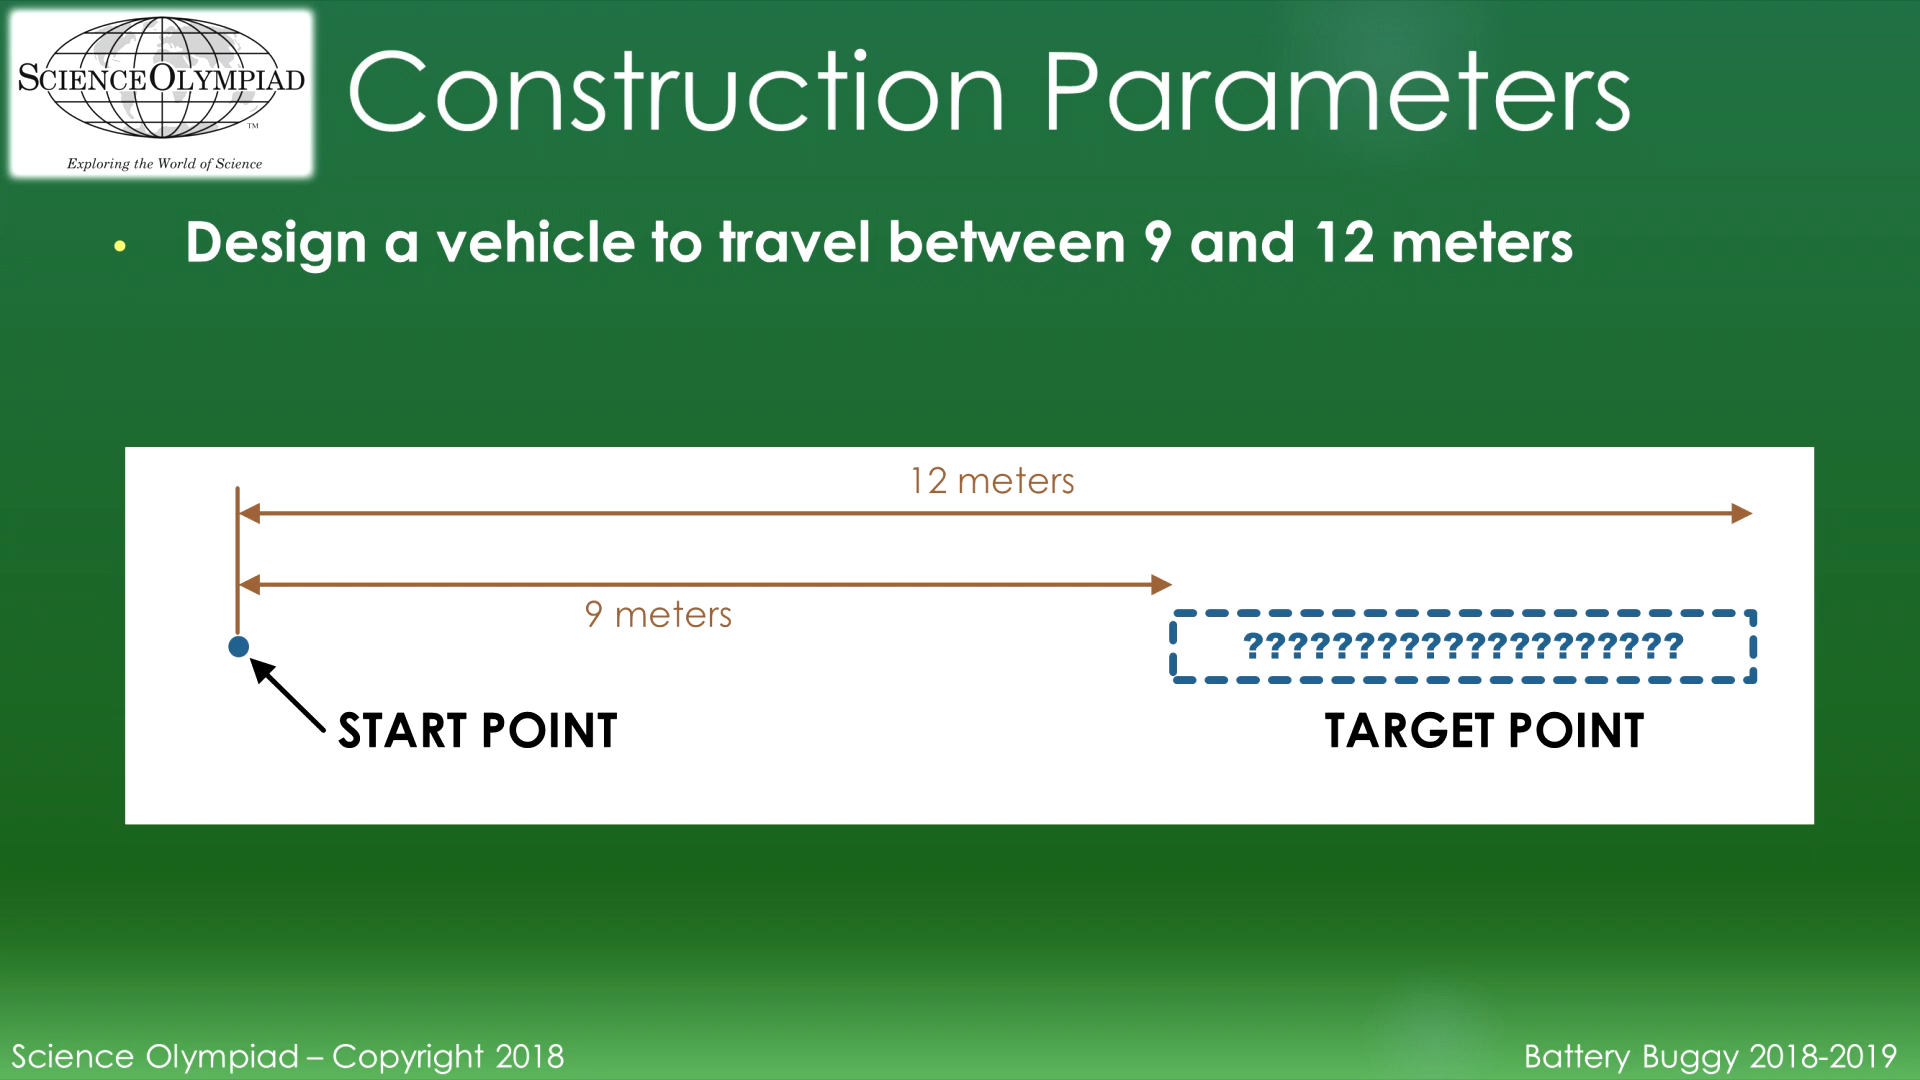 SCIENCE OLYMPIAD
TM
Exploring the World of Science
Construction Parameters
• Design a vehicle to travel between 9 and 12 meters
12 meters
9 meters
????????????????????
START POINT
TARGET POINT
Science Olympiad – Copyright 2018
Battery Buggy 2018-2019